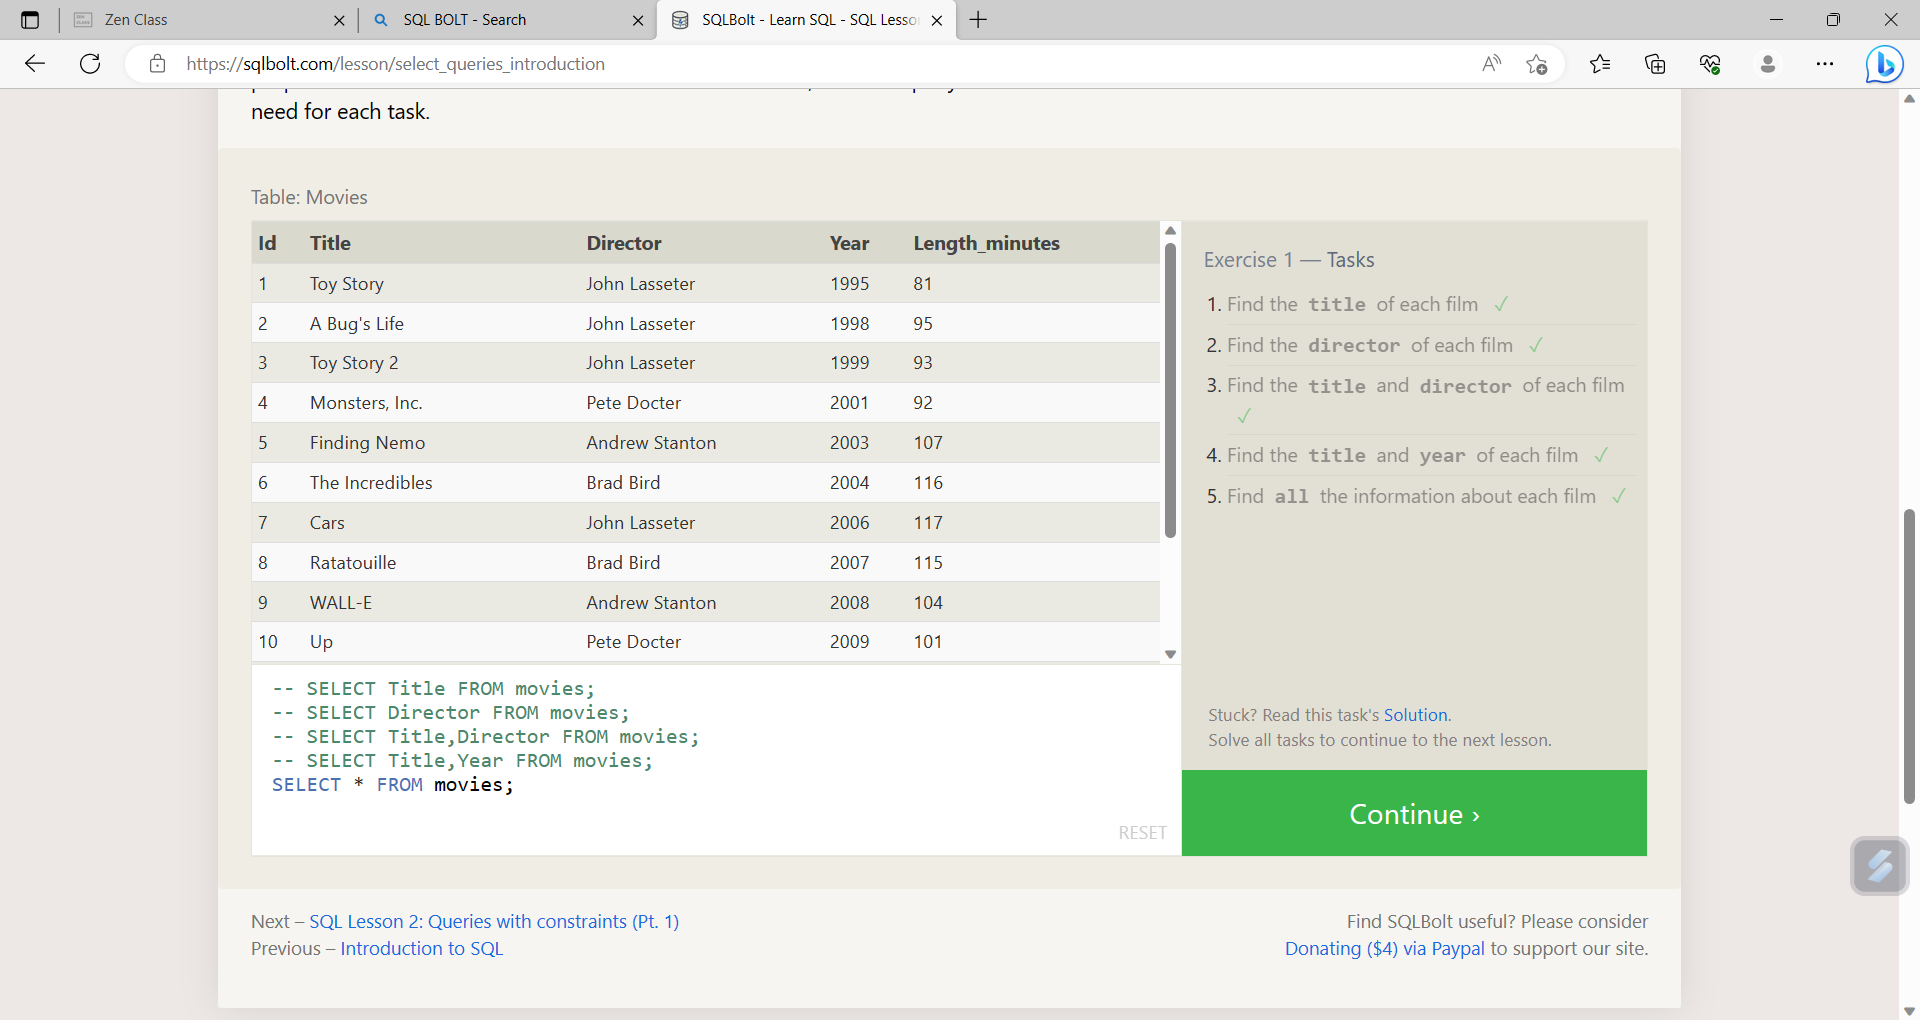 Zen Class
SQL BOLT - Search
SQLBolt - Learn SQL - SQL Lesso
https://sqlbolt.com/lesson/select_queries_introduction
need for each task.
Table: Movies
Id Title Director Year Length_minutes
1 Toy Story John Lasseter 1995 81
2 A Bug's Life John Lasseter 1998 95
3 Toy Story 2 John Lasseter 1999 93
4 Monsters, Inc. Pete Docter 2001 92
5 Finding Nemo Andrew Stanton 2003 107
6 The Incredibles Brad Bird 2004 116
7 Cars John Lasseter 2006 117
8 Ratatouille Brad Bird 2007 115
9 WALL-E Andrew Stanton 2008 104
10 Up Pete Docter 2009 101
-- SELECT Title FROM movies;
-- SELECT Director FROM movies;
-- SELECT Title,Director FROM movies;
-- SELECT Title,Year FROM movies;
SELECT * FROM movies;
RESET
Exercise 1 — Tasks
1. Find the title of each film ✓
2. Find the director of each film ✓
3. Find the title and director of each film
✓
4. Find the title and year of each film ✓
5. Find all the information about each film ✓
Stuck? Read this task's Solution.
Solve all tasks to continue to the next lesson.
Continue ›
Next – SQL Lesson 2: Queries with constraints (Pt. 1)
Previous – Introduction to SQL
Find SQLBolt useful? Please consider
Donating ($4) via Paypal to support our site.